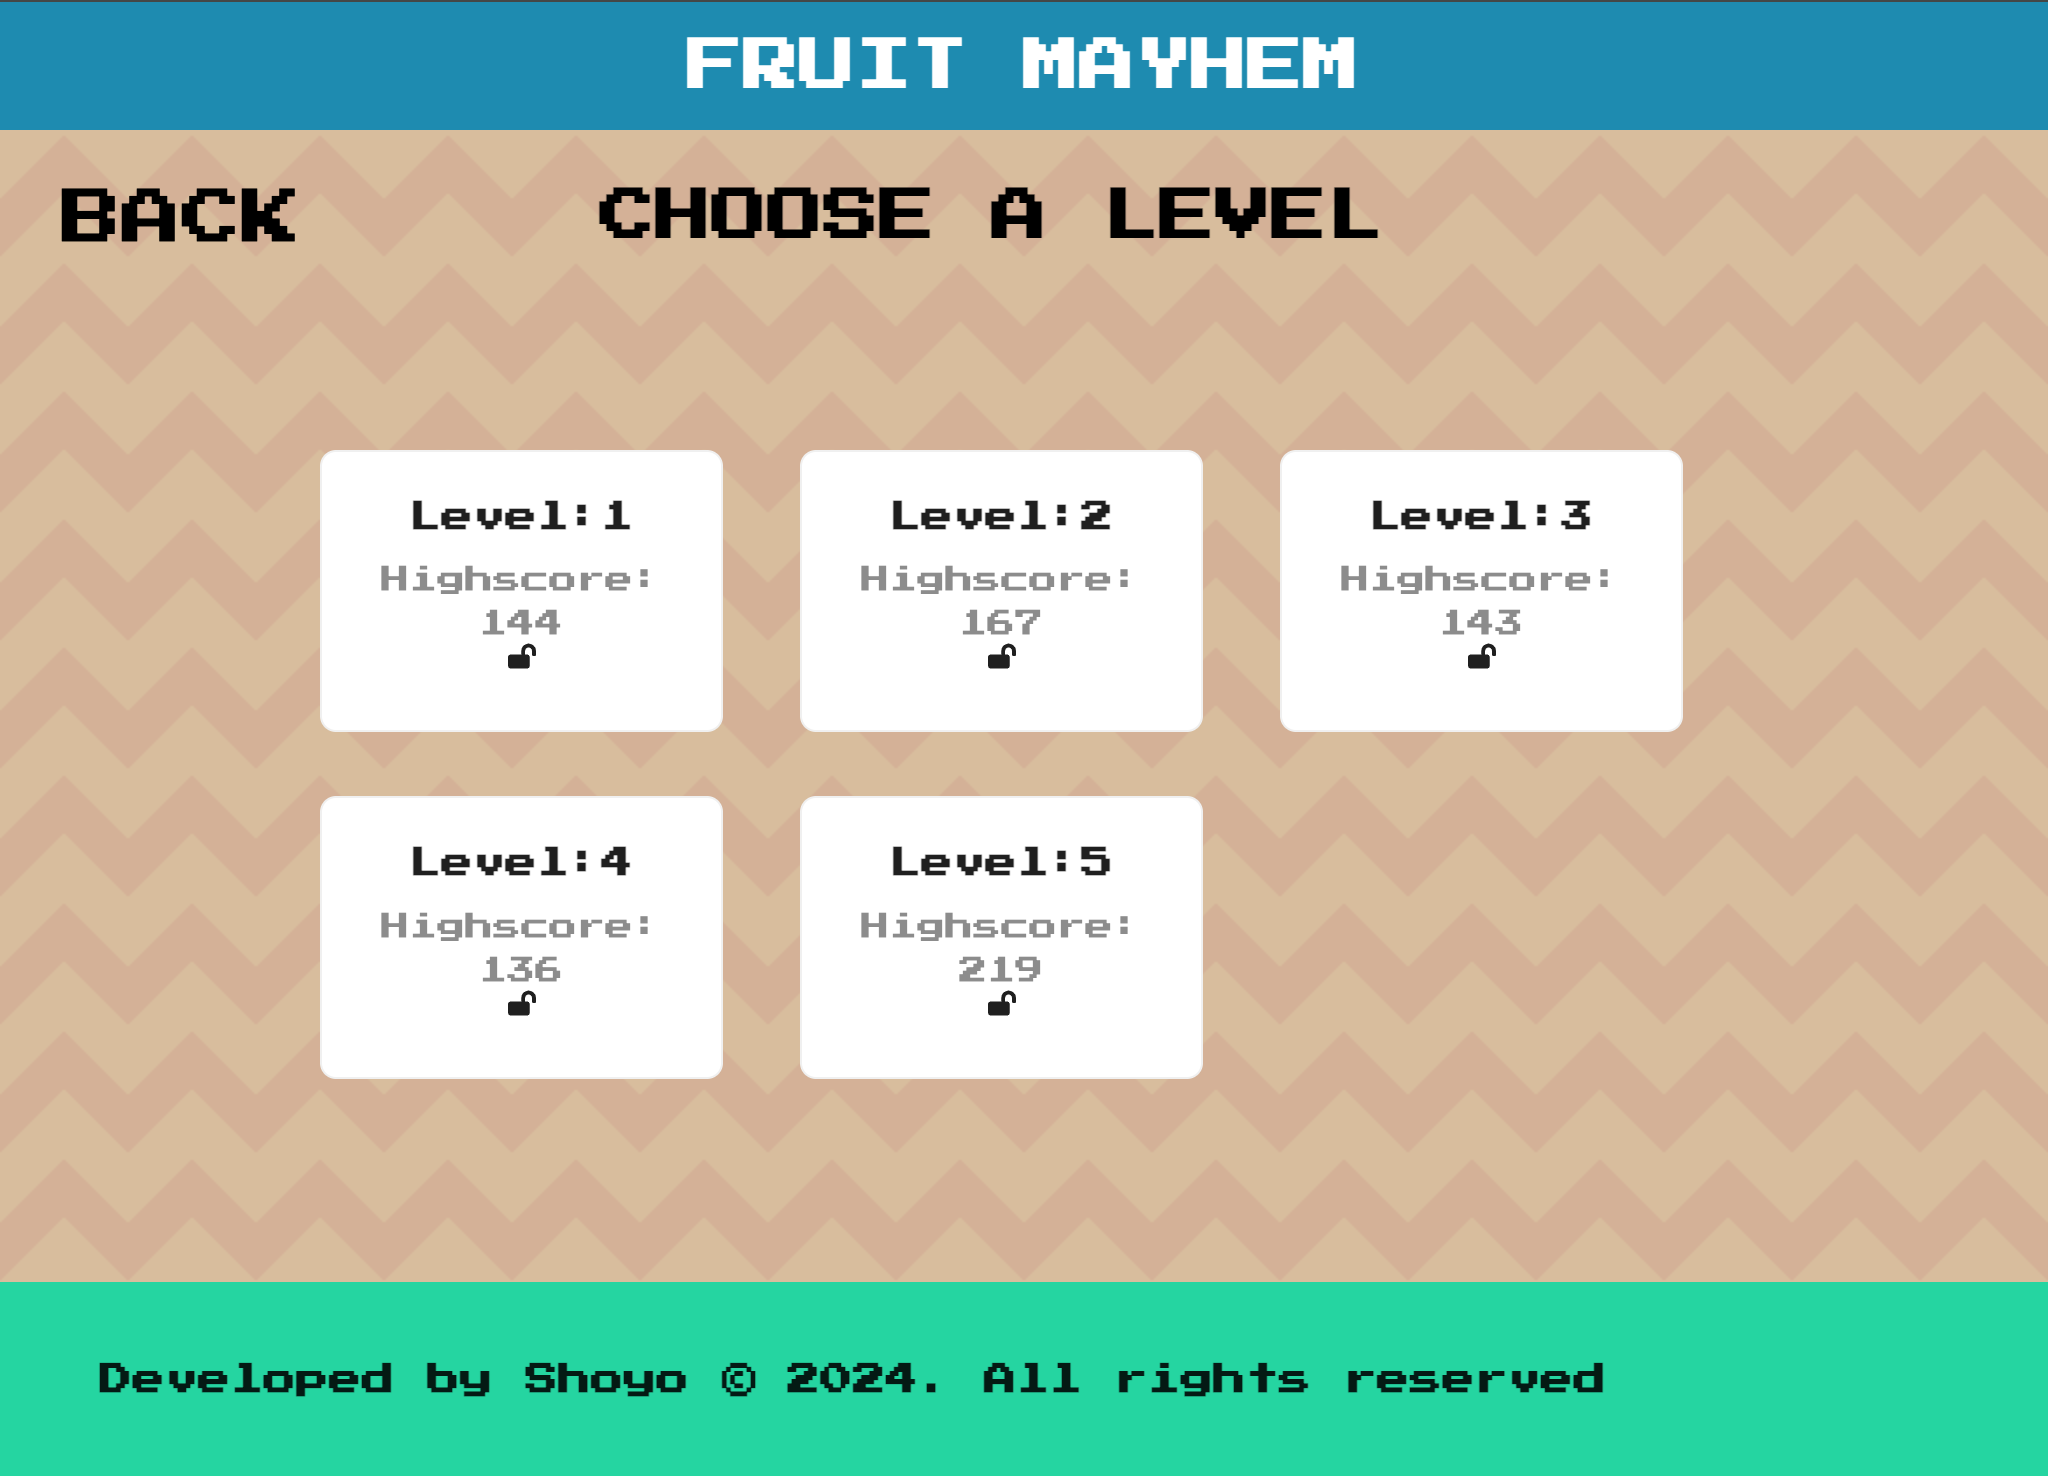 FRUIT MAYHEM
BACK
CHOOSE A LEVEL
Level:1
Highscore:
144
Level:2
Highscore:
167
Level:3
Highscore:
143
Level:4
Highscore:
136
Level:5
Highscore:
219
Developed by Shoyo © 2024. All rights reserved